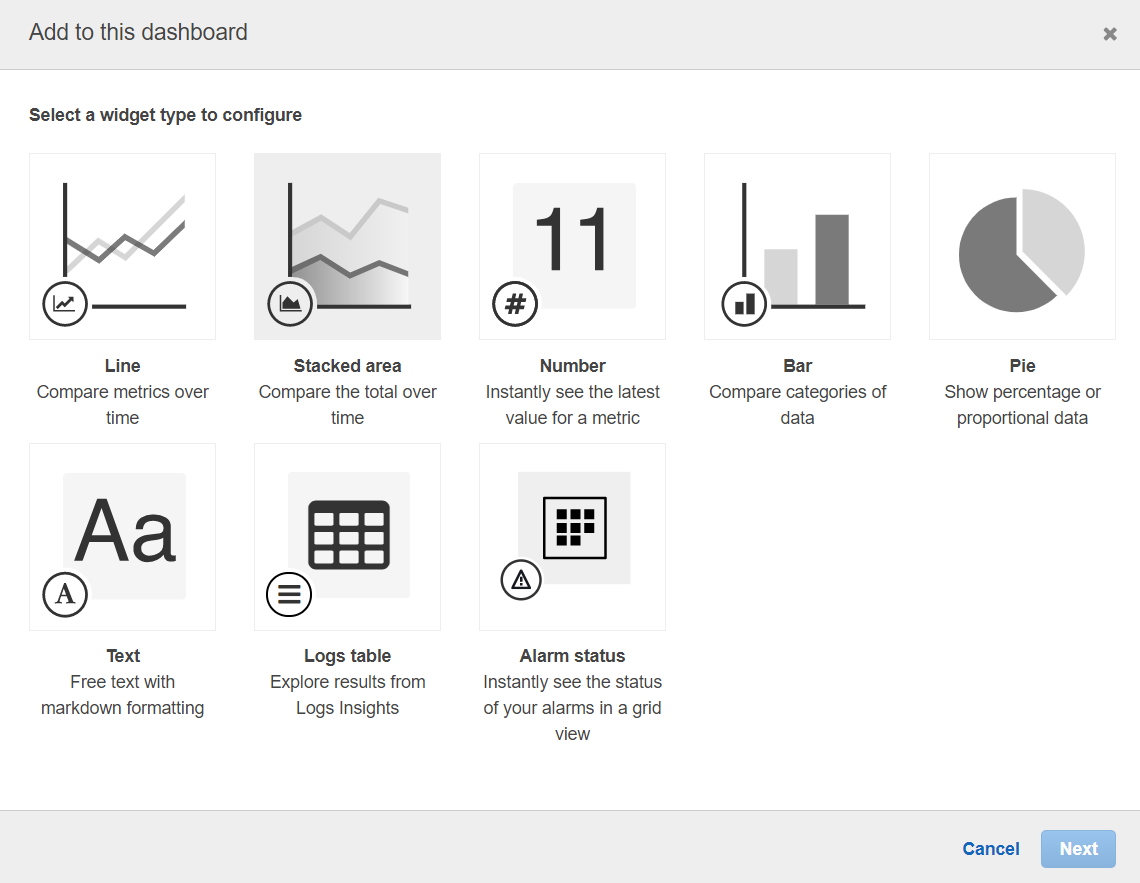 Add to this dashboard
Select a widget type to configure
11
#
Line
Compare metrics over
time
Stacked area
Compare the total over
time
Number
Instantly see the latest
value for a metric
Bar
Compare categories of
data
Pie
Show percentage or
proportional data
Aa
A
Text
Free text with
markdown formatting
Logs table
Explore results from
Logs Insights
Alarm status
Instantly see the status
of your alarms in a grid
view
Cancel
Next